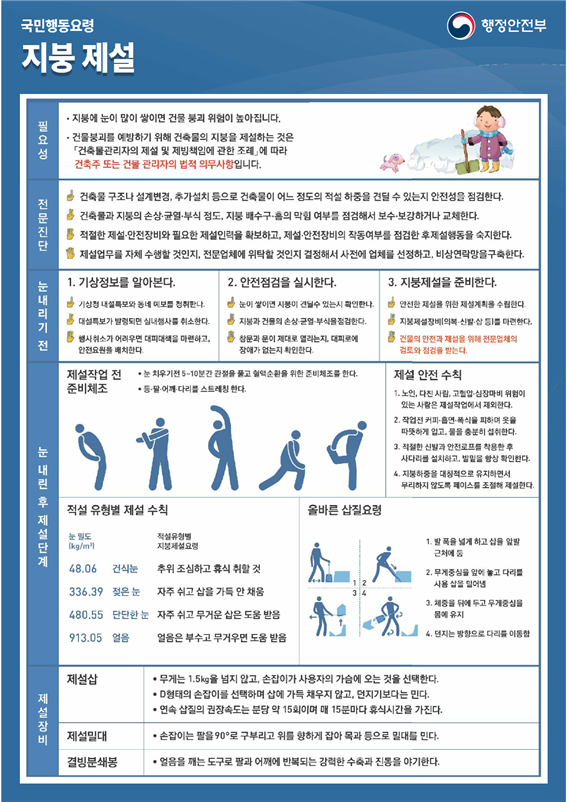 국민행동요령
지붕 제설
행정안전부
필요성
· 지붕에 눈이 많이 쌓이면 건물 붕괴 위험이 높아집니다.
· 건물붕괴를 예방하기 위해 건축물의 지붕을 제설하는 것은
「건축물관리자의 제설 및 제빙책임에 관한 조례」에 따라
건축주 또는 건물 관리자의 법적 의무사항입니다.
전문진단
건축물 구조나 설계변경, 추가설치 등으로 건축물이 어느 정도의 적설 하중을 견딜 수 있는지 안전성을 점검한다.
건축물과 지붕의 손상·균열·부식 정도, 지붕 배수구·홈의 막힘 여부를 점검해서 보수·보강하거나 교체한다.
적절한 제설·안전장비와 필요한 제설인력을 확보하고, 제설·안전장비의 작동여부를 점검한 후제설행동을 숙지한다.
제설업무를 자체 수행할 것인지, 전문업체에 위탁할 것인지 결정해서 사전에 업체를 선정하고, 비상연락망을구축한다.
눈내리기 전
1. 기상정보를 알아본다.
기상청 대설특보와 동네 예보를 청취한다.
대설특보가 발령되면 실내행사를 취소한다.
행사취소가 어려우면 대피대책을 마련하고,
안전요원을 배치한다.
2. 안전점검을 실시한다.
눈이 쌓이면 지붕이 견딜수 있는지 확인한다.
지붕과 건물의 손상·균열·부식을점검한다.
창문과 문이 제대로 열리는지, 대피로에
장애가 없는지 확인한다.
3. 지붕제설을 준비한다.
안전한 제설을 위한 제설계획을 수립한다.
지붕제설장비(의복·신발·삽 등)를 마련한다.
건물의 안전과 제설을 위해 전문업체의
검토와 점검을 받는다.
눈 내린 후 제설단계
제설작업 전
준비체조
• 눈 치우기전 5~10분간 관절을 풀고 혈액순환을 위한 준비체조를 한다.
• 등·팔·어깨·다리를 스트레칭 한다.
제설 안전 수칙
1. 노인, 다친 사람, 고혈압·심장마비 위험이
있는 사람은 제설작업에서 제외한다.
2. 작업전 커피·흡연·폭식을 피하며 옷을
따뜻하게 입고, 물을 충분히 섭취한다.
3. 적절한 신발과 안전로프를 착용한 후
사다리를 설치하고, 발밑을 항상 확인한다.
4. 지붕하중을 대칭적으로 유지하면서
무리하지 않도록 페이스를 조절해 제설한다.
적설 유형별 제설 수칙
눈 밀도
(kg/m³)
적설유형별
지붕제설요령
48.06 건식눈 추위 조심하고 휴식 취할 것
336.39 젖은 눈 자주 쉬고 삽을 가득 안 채움
480.55 단단한 눈 자주 쉬고 무거운 삽은 도움 받음
913.05 얼음 얼음은 부수고 무거우면 도움 받음
올바른 삽질요령
1 2
3 4
1. 발 폭을 넓게 하고 삽을 앞발
근처에 둠
2. 무게중심을 앞에 놓고 다리를
사용 삽을 밀어냄
3. 체중을 뒤에 두고 무게중심을
몸에 유지
4. 던지는 방향으로 다리를 이동함
제설장비
제설삽
• 무게는 1.5kg을 넘지 않고, 손잡이가 사용자의 가슴에 오는 것을 선택한다.
• D형태의 손잡이를 선택하며 삽에 가득 채우지 않고, 던지기보다는 민다.
• 연속 삽질의 권장속도는 분당 약 15회이며 매 15분마다 휴식시간을 가진다.
제설밀대
• 손잡이는 팔을 90°로 구부리고 위를 향하게 잡아 목과 등으로 밀대를 민다.
결빙분쇄봉
• 얼음을 깨는 도구로 팔과 어깨에 반복되는 강력한 수축과 진동을 야기한다.